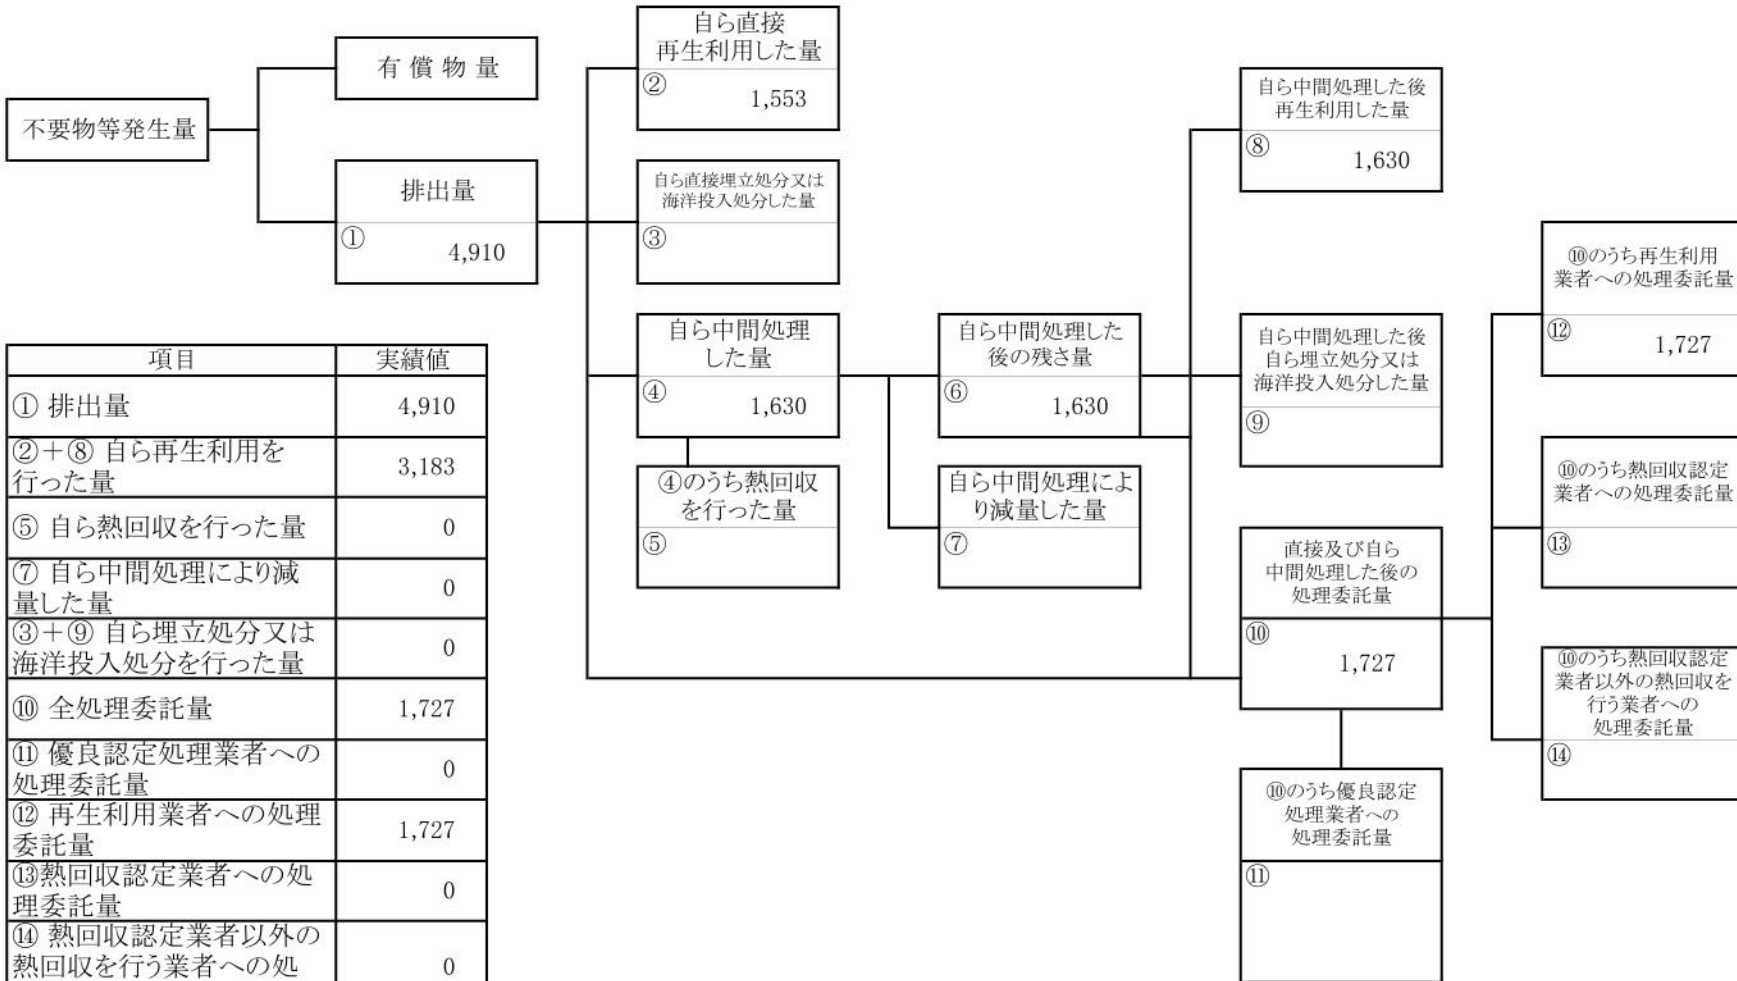 不要物等発生量
有 償 物 量
排出量
①
4,910
自ら直接
再生利用した量
②
1,553
自ら直接埋立処分又は
海洋投入処分した量
③
自ら中間処理
した量
④
1,630
④のうち熱回収
を行った量
⑤
自ら中間処理した
後の残さ量
⑥
1,630
自ら中間処理によ
り減量した量
⑦
自ら中間処理した後
再生利用した量
⑧
1,630
自ら中間処理した後
自ら埋立処分又は
海洋投入処分した量
⑨
直接及び自ら
中間処理した後の
処理委託量
⑩
1,727
⑩のうち優良認定
処理業者への
処理委託量
⑪
⑩のうち再生利用
業者への処理委託量
⑫
1,727
⑩のうち熱回収認定
業者への処理委託量
⑬
⑩のうち熱回収認定
業者以外の熱回収を
行う業者への
処理委託量
⑭
項目 実績値
① 排出量 4,910
②＋⑧ 自ら再生利用を
行った量 3,183
⑤ 自ら熱回収を行った量 0
⑦ 自ら中間処理により減
量した量 0
③＋⑨ 自ら埋立処分又は
海洋投入処分を行った量 0
⑩ 全処理委託量 1,727
⑪ 優良認定処理業者への
処理委託量 0
⑫ 再生利用業者への処理
委託量 1,727
⑬熱回収認定業者への処
理委託量 0
⑭ 熱回収認定業者以外の
熱回収を行う業者への処 0